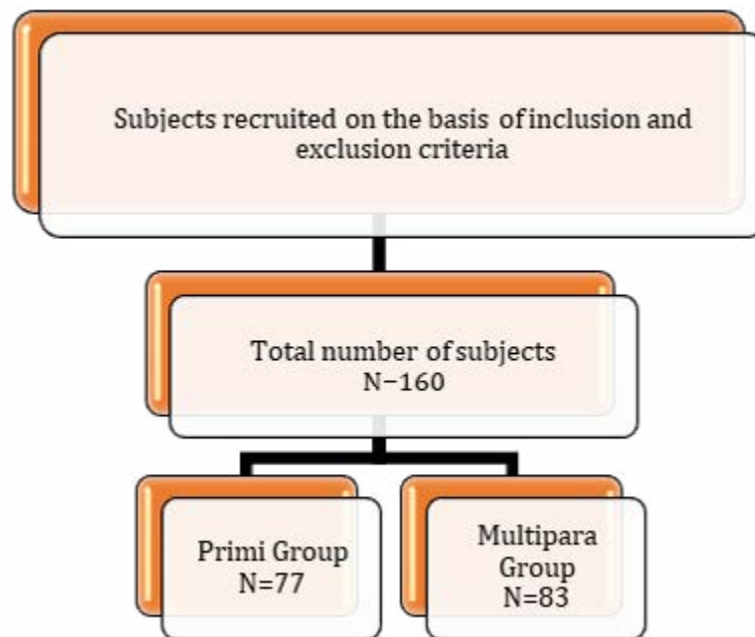 Subjects recruited on the basis of inclusion and
exclusion criteria
Total number of subjects
N−160
Primi Group
N=77
Multipara
Group
N=83